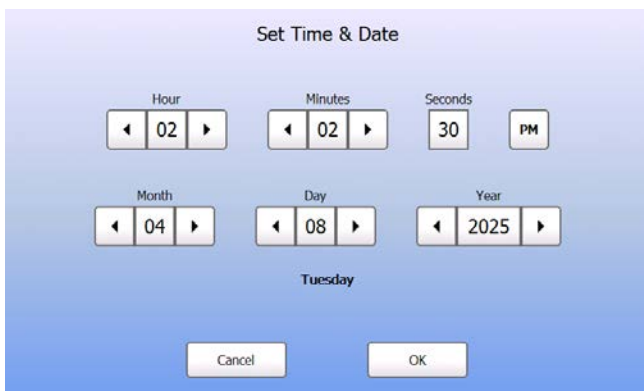 Set Time & Date
Hour Minutes Seconds
02 02 30 PM
Month Day Year
04 08 2025
Tuesday
Cancel OK